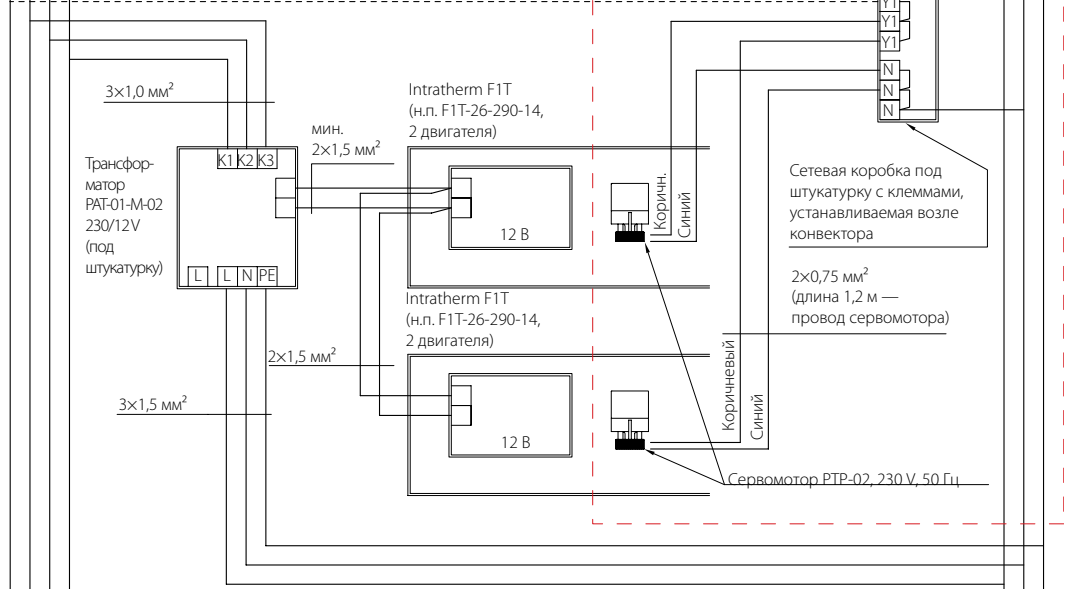 Y1
Y1
Y1
N
N
N
3×1,0 мм²
Intratherm F1T
(н.п. F1T-26-290-14,
2 двигателя)
мин.
2×1,5 мм²
K1 K2 K3
Трансфор-
матор
PAT-01-M-02
230/12V
(под
штукатурку)
L L N PE
12 В
Коричн.
Синий
Сетевая коробка под
штукатурку с клеммами,
устанавливаемая возле
конвектора
2×0,75 мм²
(длина 1,2 м —
провод сервомотора)
Intratherm F1T
(н.п. F1T-26-290-14,
2 двигателя)
2×1,5 мм²
3×1,5 мм²
12 В
Коричневый
Синий
Сервомотор РТР-02, 230 V, 50 Гц